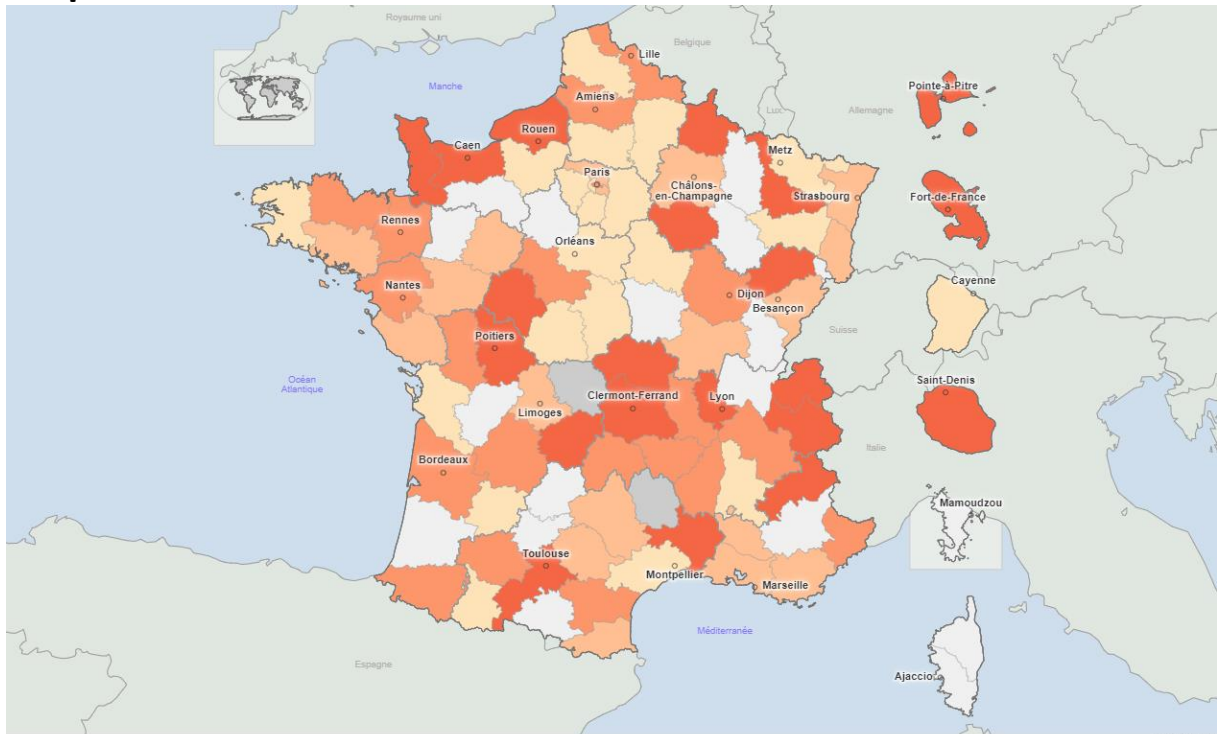 Royaume uni
Belgique
Lille
Pointe-à-Pitre
Manche
Amiens
Lux.
Allemagne
Rouen
Caen
Metz
Paris
Châlons-
en-Champagne
Strasbourg
Fort-de-France
Rennes
Orléans
Nantes
Dijon
Besançon
Cayenne
Suisse
Poitiers
Océan
Atlantique
Saint-Denis
Clermont-Ferrand
Lyon
Limoges
Italie
Bordeaux
Mamoudzou
Toulouse
Montpellier
Marseille
Méditerranée
Espagne
Ajaccio